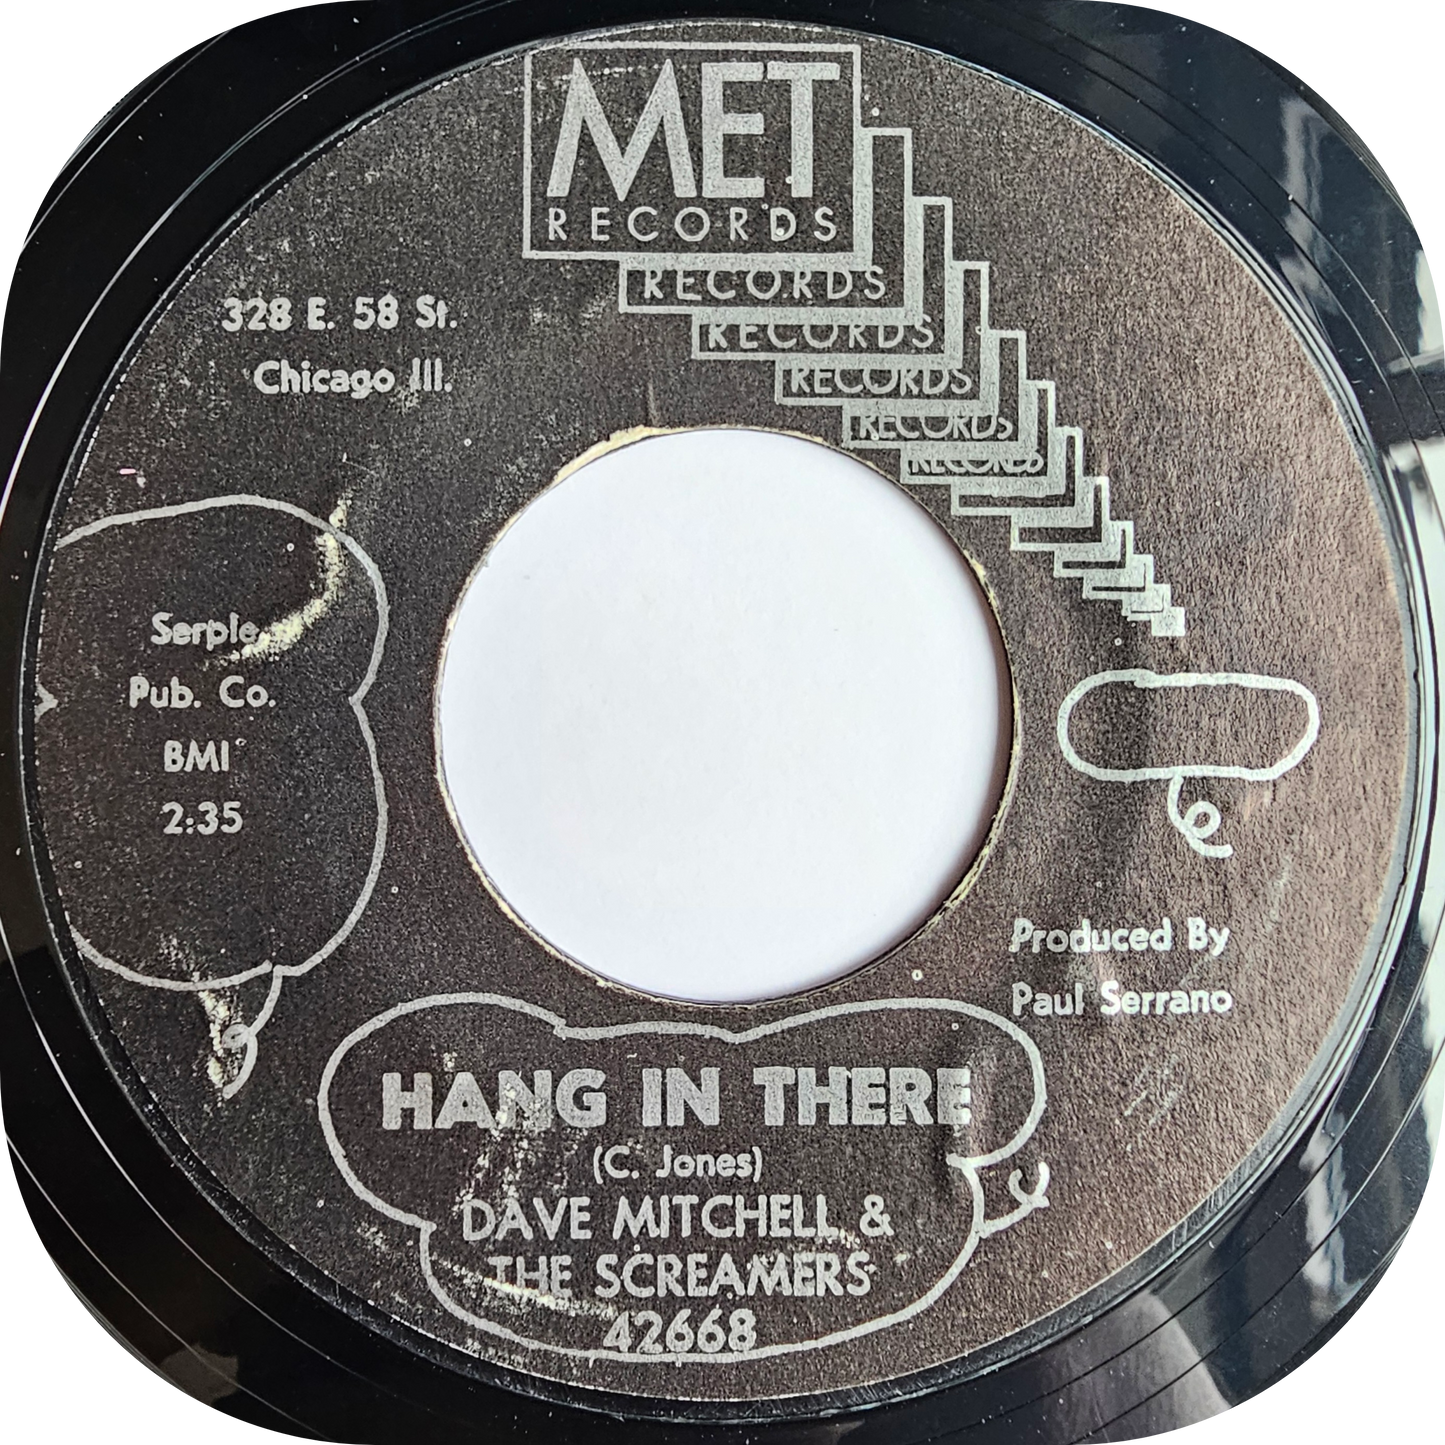 MET
RECORDS
RECORDS
RECORDS
RECORDS
RECORDS
RECORDS
328 E. 58 St.
Chicago Ill.
Serple
Pub. Co.
BMI
2:35
Produced By
Paul Serrano
HANG IN THERE
(C. Jones)
DAVE MITCHELL &
THE SCREAMERS
42668